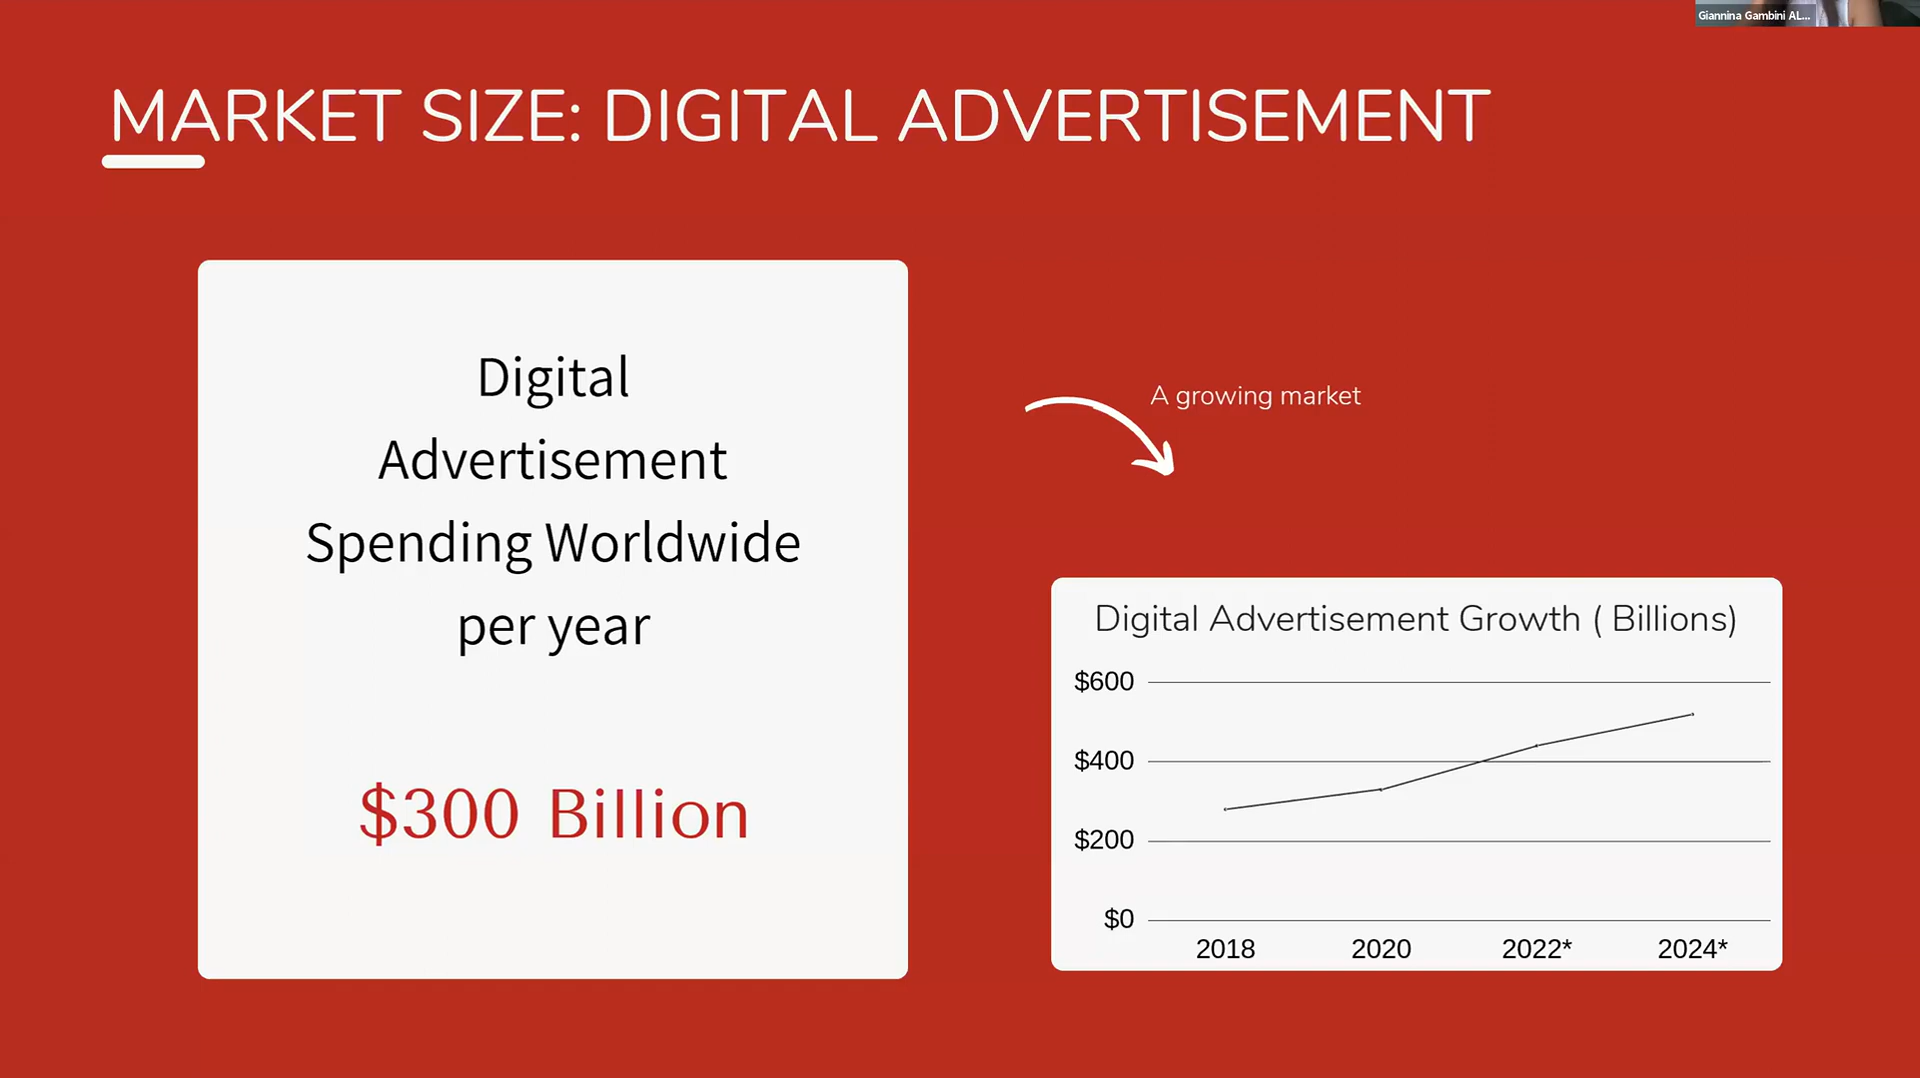 Giannina Gambini AL...
MARKET SIZE: DIGITAL ADVERTISEMENT
Digital
Advertisement
Spending Worldwide
per year
$300 Billion
A growing market
Digital Advertisement Growth ( Billions)
$600
$400
$200
$0
2018 2020 2022* 2024*